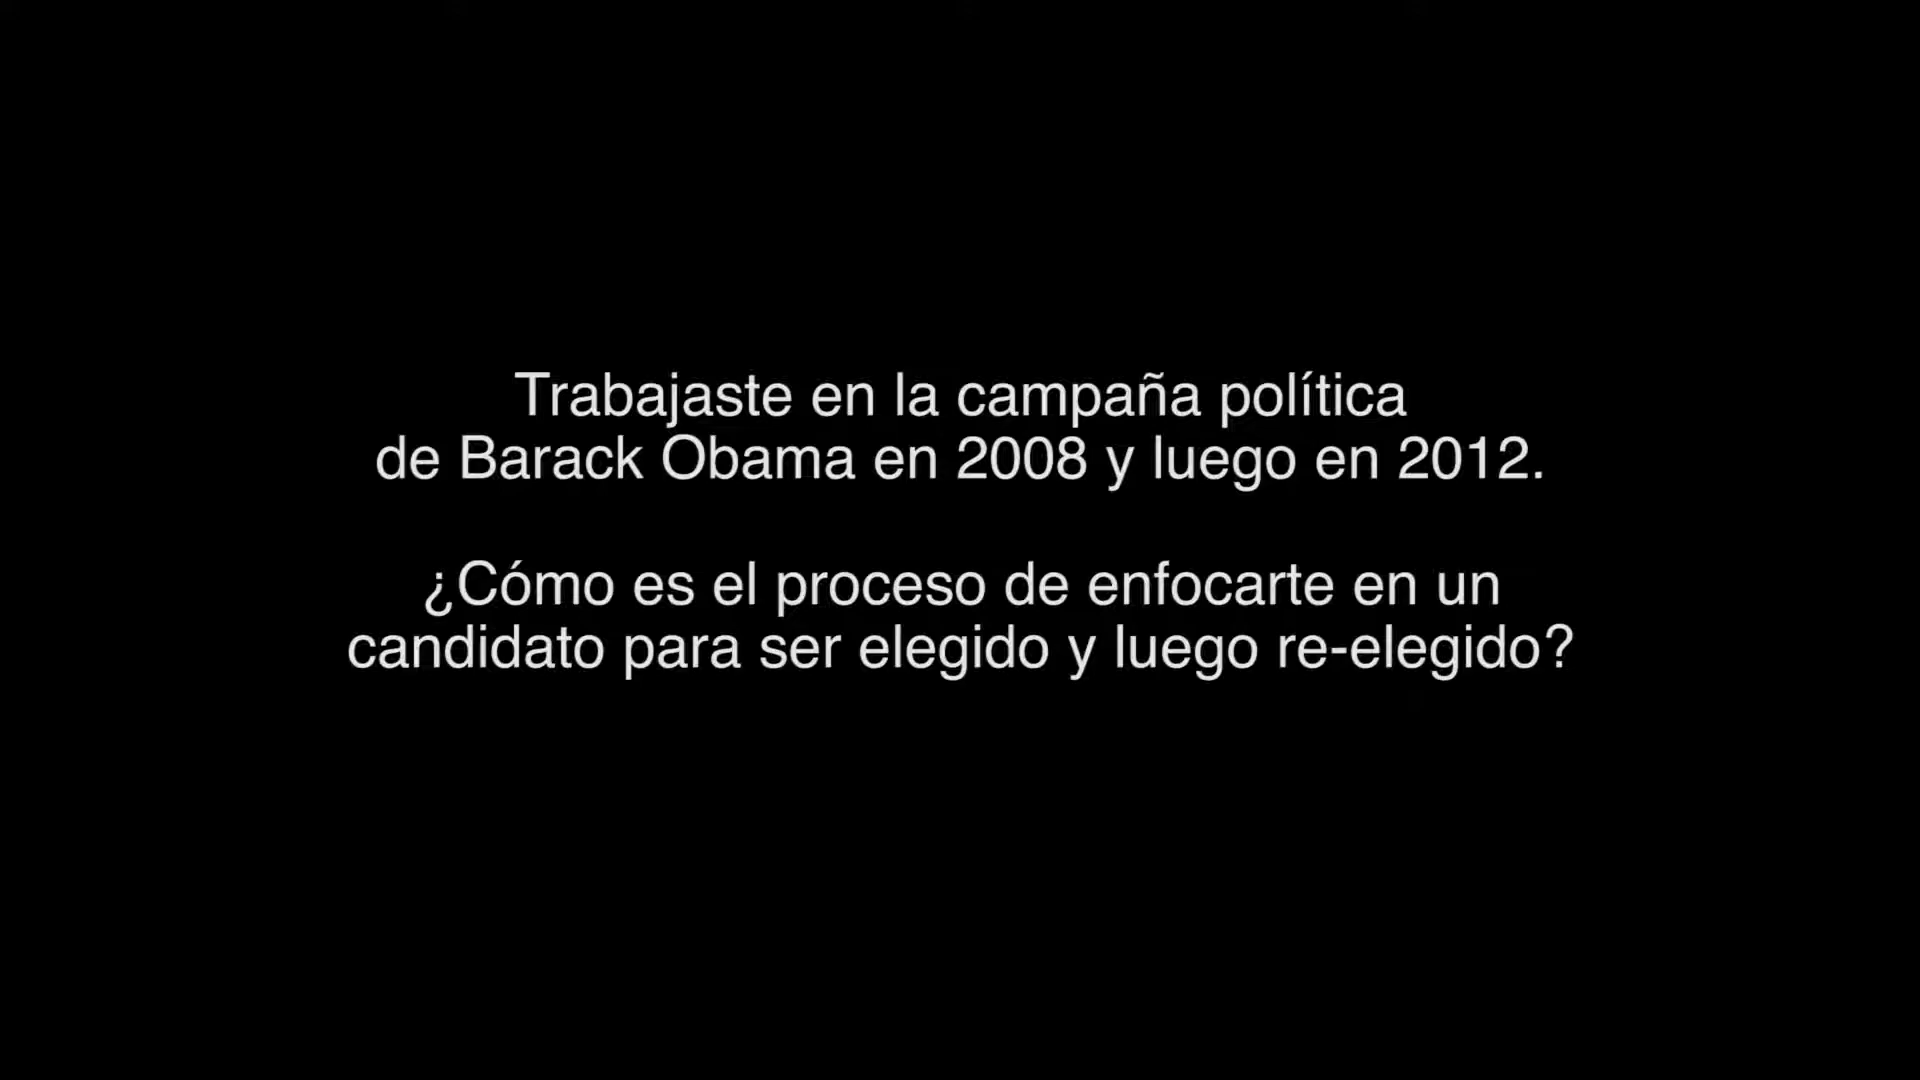 Trabajaste en la campaña política
de Barack Obama en 2008 y luego en 2012.
¿Cómo es el proceso de enfocarte en un
candidato para ser elegido y luego re-elegido?